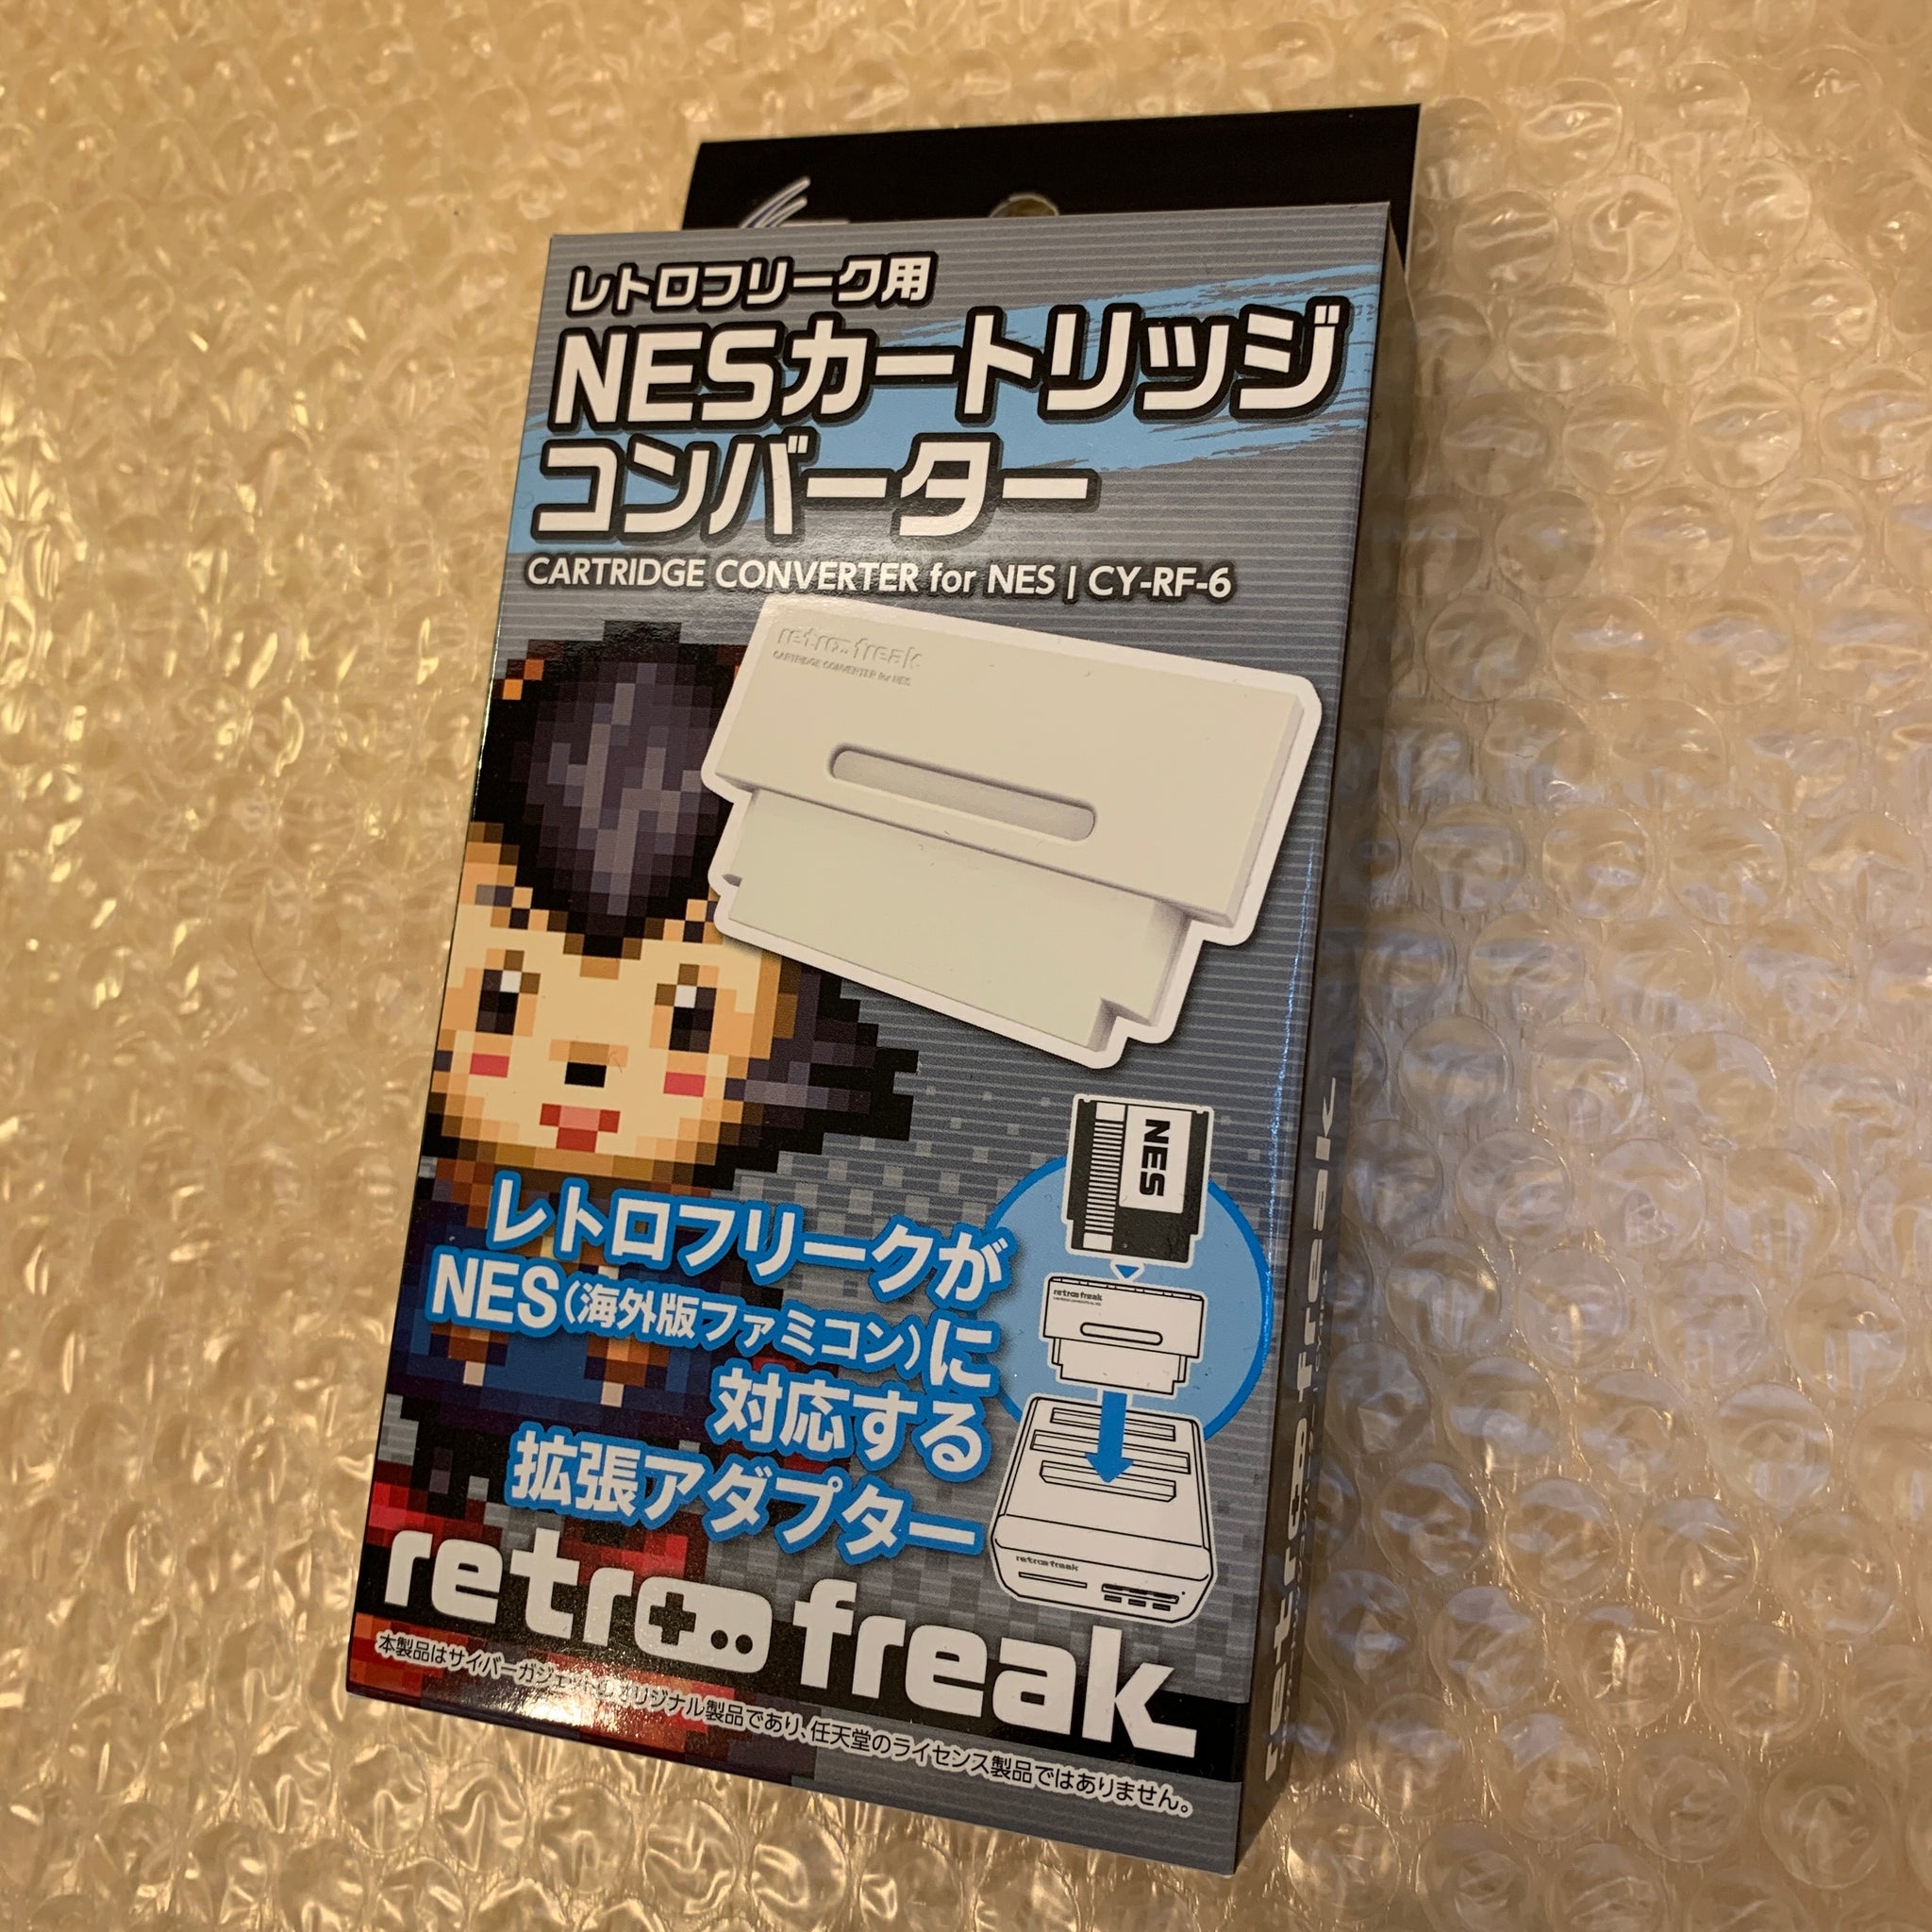 レトロフリーク用
NESカートリッジ
コンバーター
CARTRIDGE CONVERTER for NES | CY-RF-6
retro freak
CARTRIDGE CONVERTER for NES
NES
retro freak
レトロフリークが
NES(海外版ファミコン)に
対応する
拡張アダプター
retro freak
retro freak
本製品はサイバーガジェットのオリジナル製品であり、任天堂のライセンス製品ではありません。
retro freak